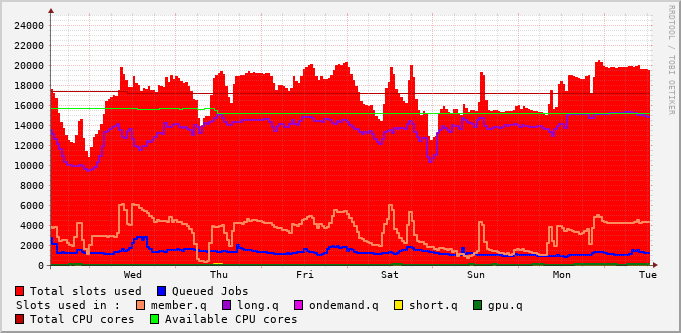 24000
22000
20000
18000
16000
14000
12000
10000
8000
6000
4000
2000
0
Wed Thu Fri Sat Sun Mon Tue
RRDTOOL / TOBI OETIKER
Total slots used Queued Jobs
Slots used in : member.q long.q ondemand.q short.q gpu.q
Total CPU cores Available CPU cores